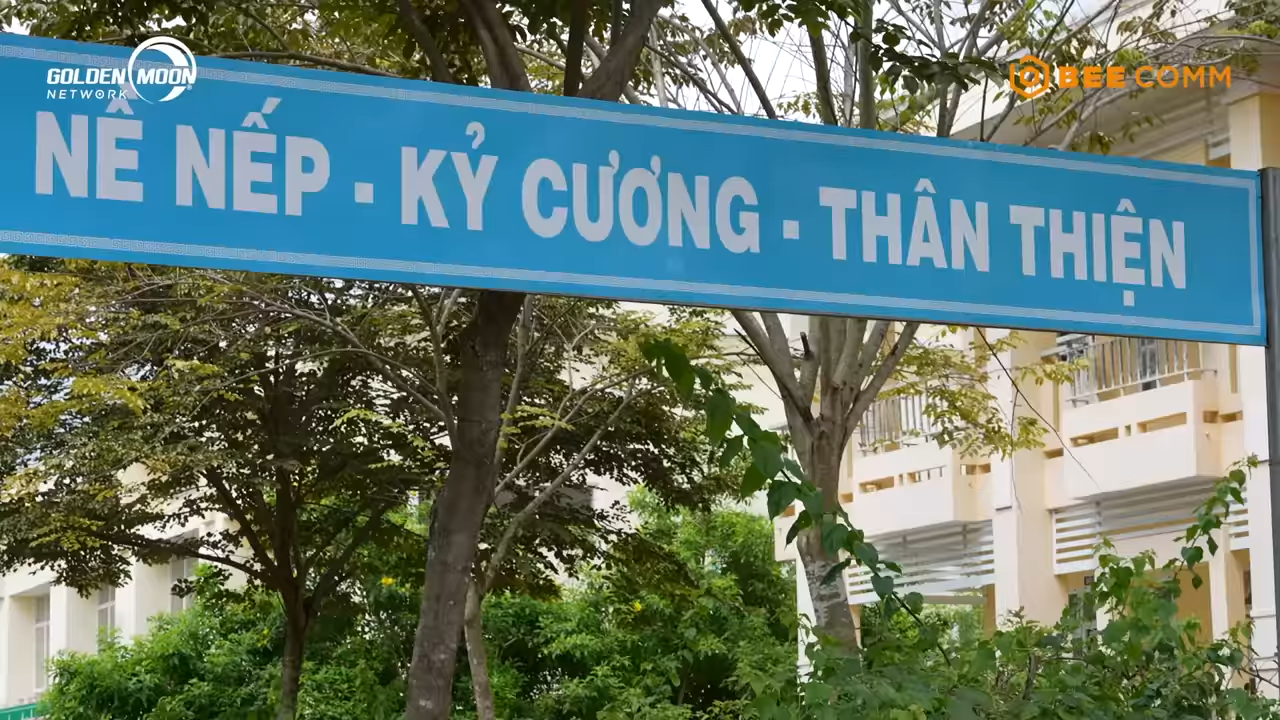 GOLDEN MOON
NETWORK
BEE COMM
NỀ NẾP . KỶ CƯƠNG . THÂN THIỆN